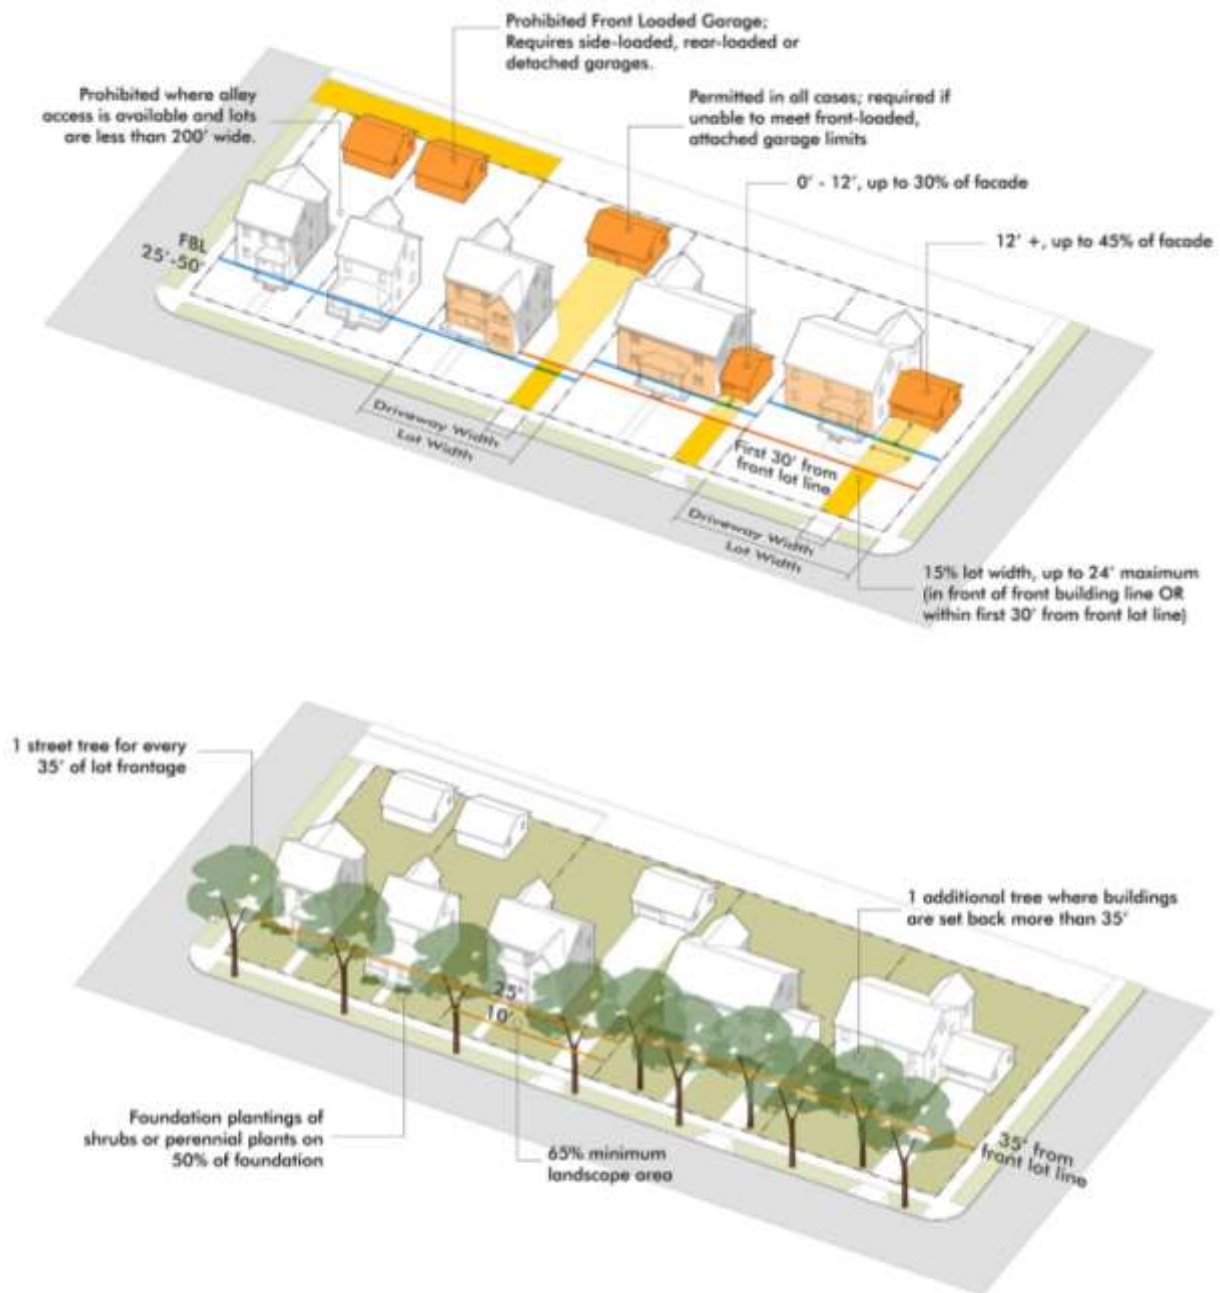 Prohibited Front Loaded Garage;
Requires side-loaded, rear-loaded or
detached garages.
Prohibited where alley
access is available and lots
are less than 200' wide.
Permitted in all cases; required if
unable to meet front-loaded,
attached garage limits
0' - 12', up to 30% of facade
12' +, up to 45% of facade
FBL
25'-50'
Driveway Width
Lot Width
First 30' from
front lot line
Driveway Width
Lot Width
15% lot width, up to 24' maximum
(in front of front building line OR
within first 30' from front lot line)
1 street tree for every
35' of lot frontage
1 additional tree where buildings
are set back more than 35'
25'
10'
Foundation plantings of
shrubs or perennial plants on
50% of foundation
65% minimum
landscape area
35' from
front lot line